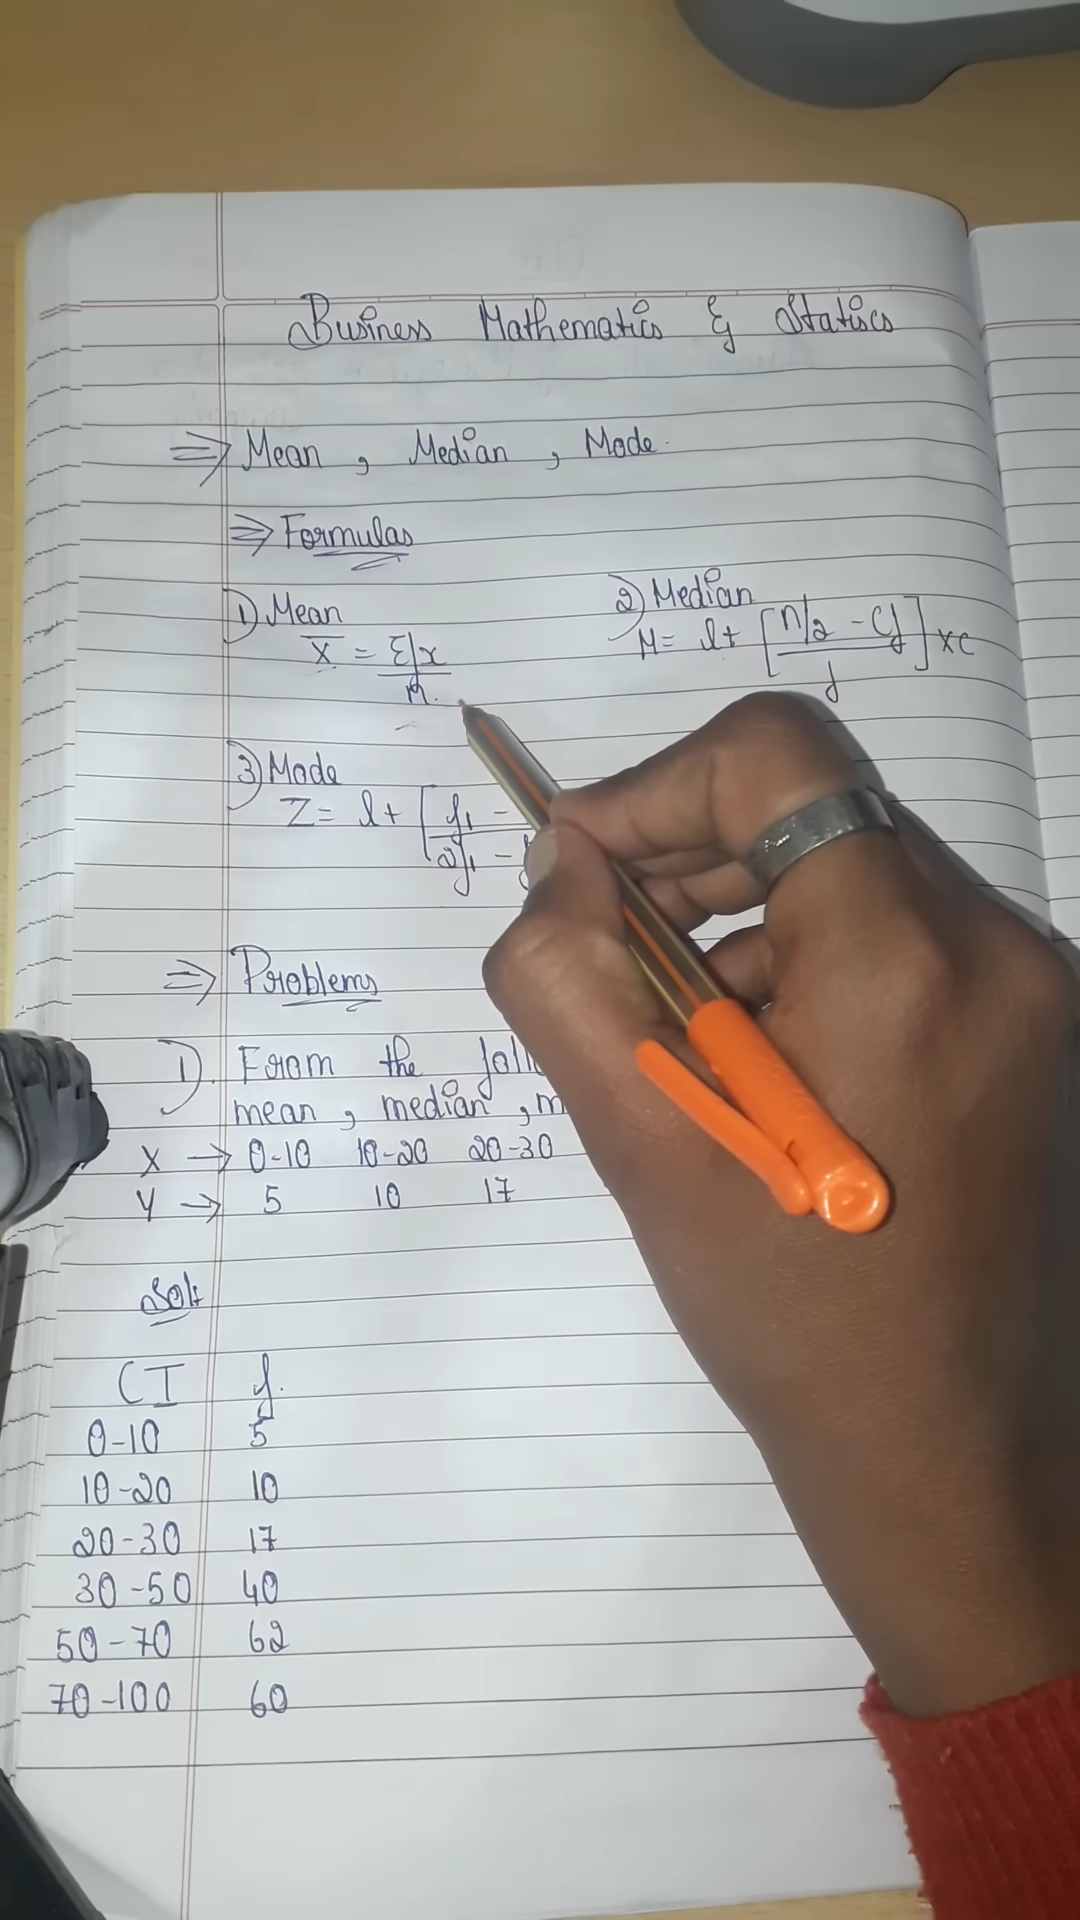 Business Mathematics & Statiscs
⇒ Mean , Median , Mode.
⇒ Formulas
1) Mean
X̅ = Σfx / n.
2) Median
M = l + [n/2 - cf / f] × C
3) Mode
Z = l + [f₁ - / 2f₁ -
⇒ Problems
1). From the
mean , median ,
X → 0-10 10-20 20-30
Y → 5 10 17
Sol:
CI f.
0-10 5
10-20 10
20-30 17
30-50 40
50-70 62
70-100 60